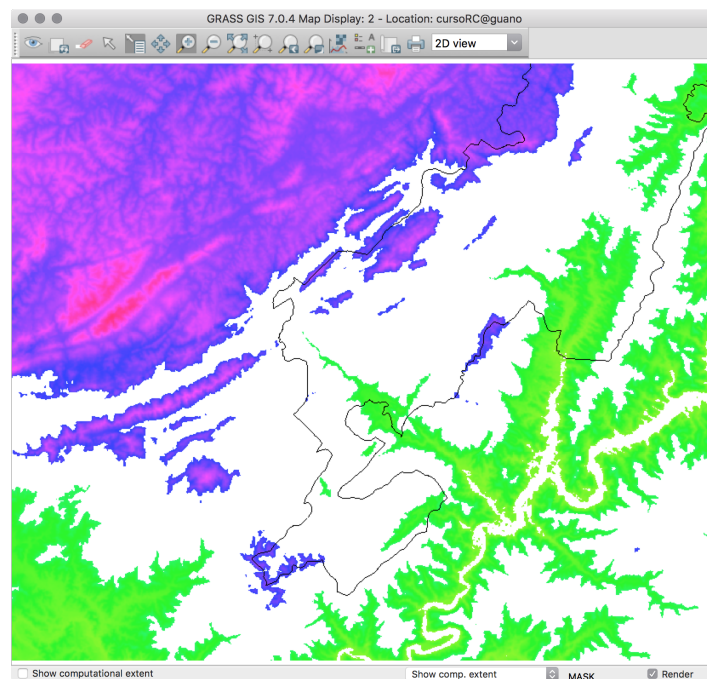 GRASS GIS 7.0.4 Map Display: 2 - Location: cursoRC@guano
2D view
Show computational extent
Show comp. extent
MASK
Render